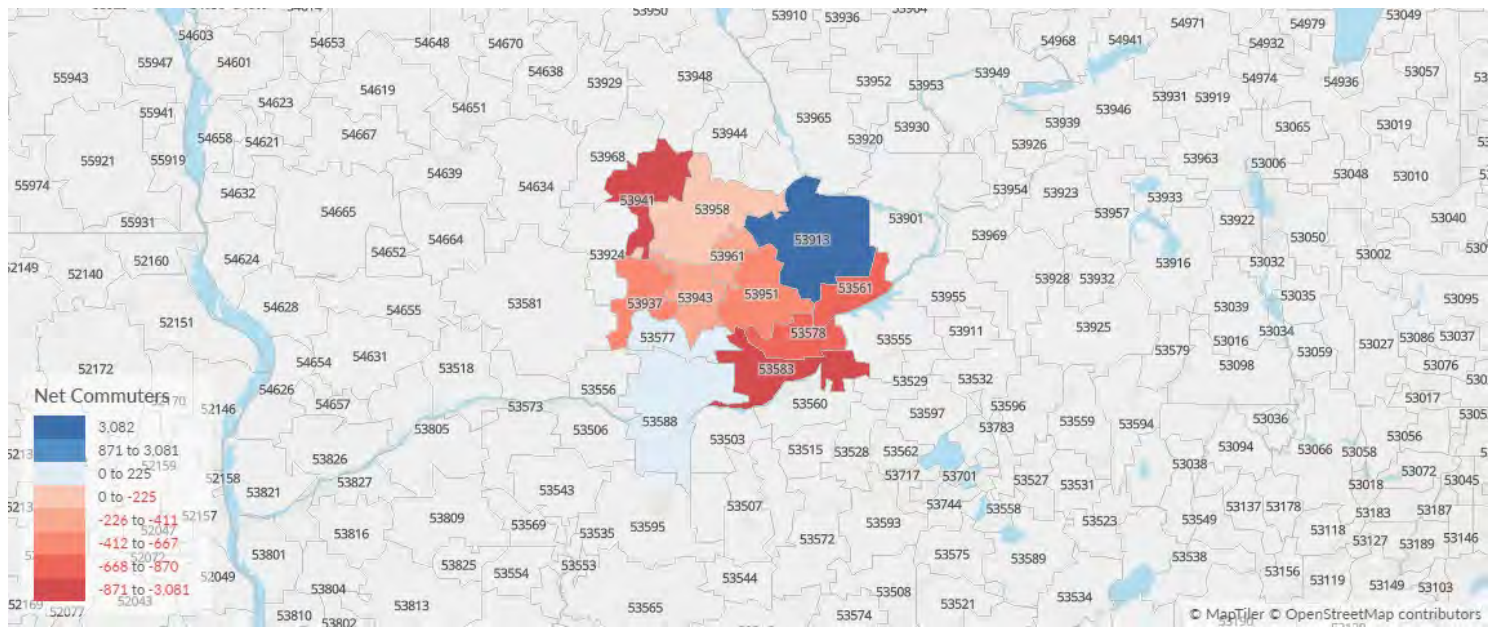 53950 53910 53936
54603 54653 54648 54670 54968 54941 54971 54979 53049
55943 55947 54601 54638 53929 53948 53952 53953 53949 54932 54974 54936 53057
54619 54623 54651 53931 53919
55941 53965 53946
55921 54658 54621 54667 53944 53920 53930 53939 53065 53019
55919 53968 53926 53963 53006
55974 54632 54639 54634 53954 53923 53933 53048 53010
55931 54665 53941 53958 53901 53957 53922 53040
54664 53913 53969 53050
52149 52140 52160 54624 54652 53924 53961 53916 53032 53002
54628 54655 53581 53937 53943 53951 53561 53955 53928 53932 53039 53035 53095
52151 53577 53578 53555 53911 53925 53016 53034 53086 53037
52172 54654 54631 53518 53583 53579 53098 53059 53027 53076
54626 53556 53529 53532
Net Commuters
3,082
871 to 3,081
0 to 225
0 to -225
-226 to -411
-412 to -667
-668 to -870
-871 to -3,081
52146 54657 53573 53588 53560 53597 53596 53559 53594 53036 53017
53805 53506 53503 53783 53094 53066 53058 53056
52159 53826 53515 53528 53562 53038 53072
52158 53821 53827 53543 53717 53701 53527 53531 53018 53045
52157 53809 53569 53507 53744 53558 53523 53549 53137 53178 53183 53187
52047 53816 53535 53595 53572 53593 53118 53127 53189 53146
52072 53801 53825 53554 53553 53575 53589 53538 53156
52049 53804 53544 53508 53534 53119 53149 53103
52169 52077 52043 53810 53813 53802 53565 53574 53521
© MapTiler © OpenStreetMap contributors